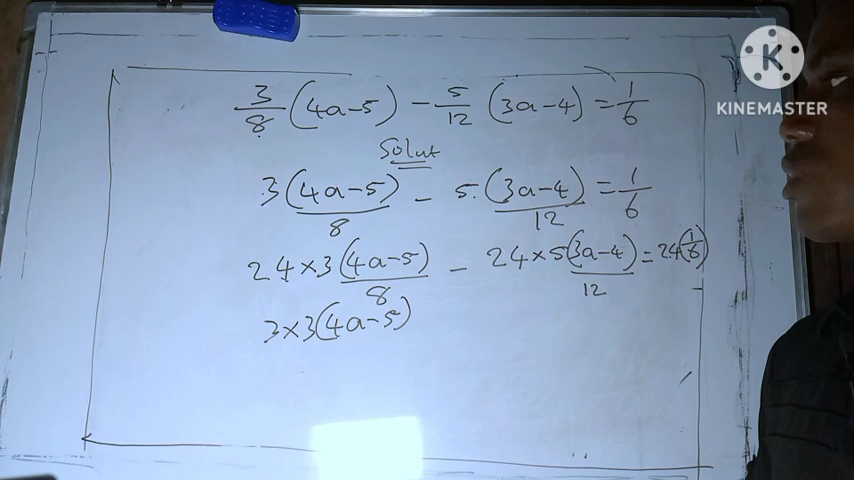 3/8 (4a-5) - 5/12 (3a-4) = 1/6
Solut
3(4a-5)/8 - 5.(3a-4)/12 = 1/6
24×3(4a-5)/8 - 24×5(3a-4)/12 = 24(1/6)
3×3(4a-5)
KINEMASTER